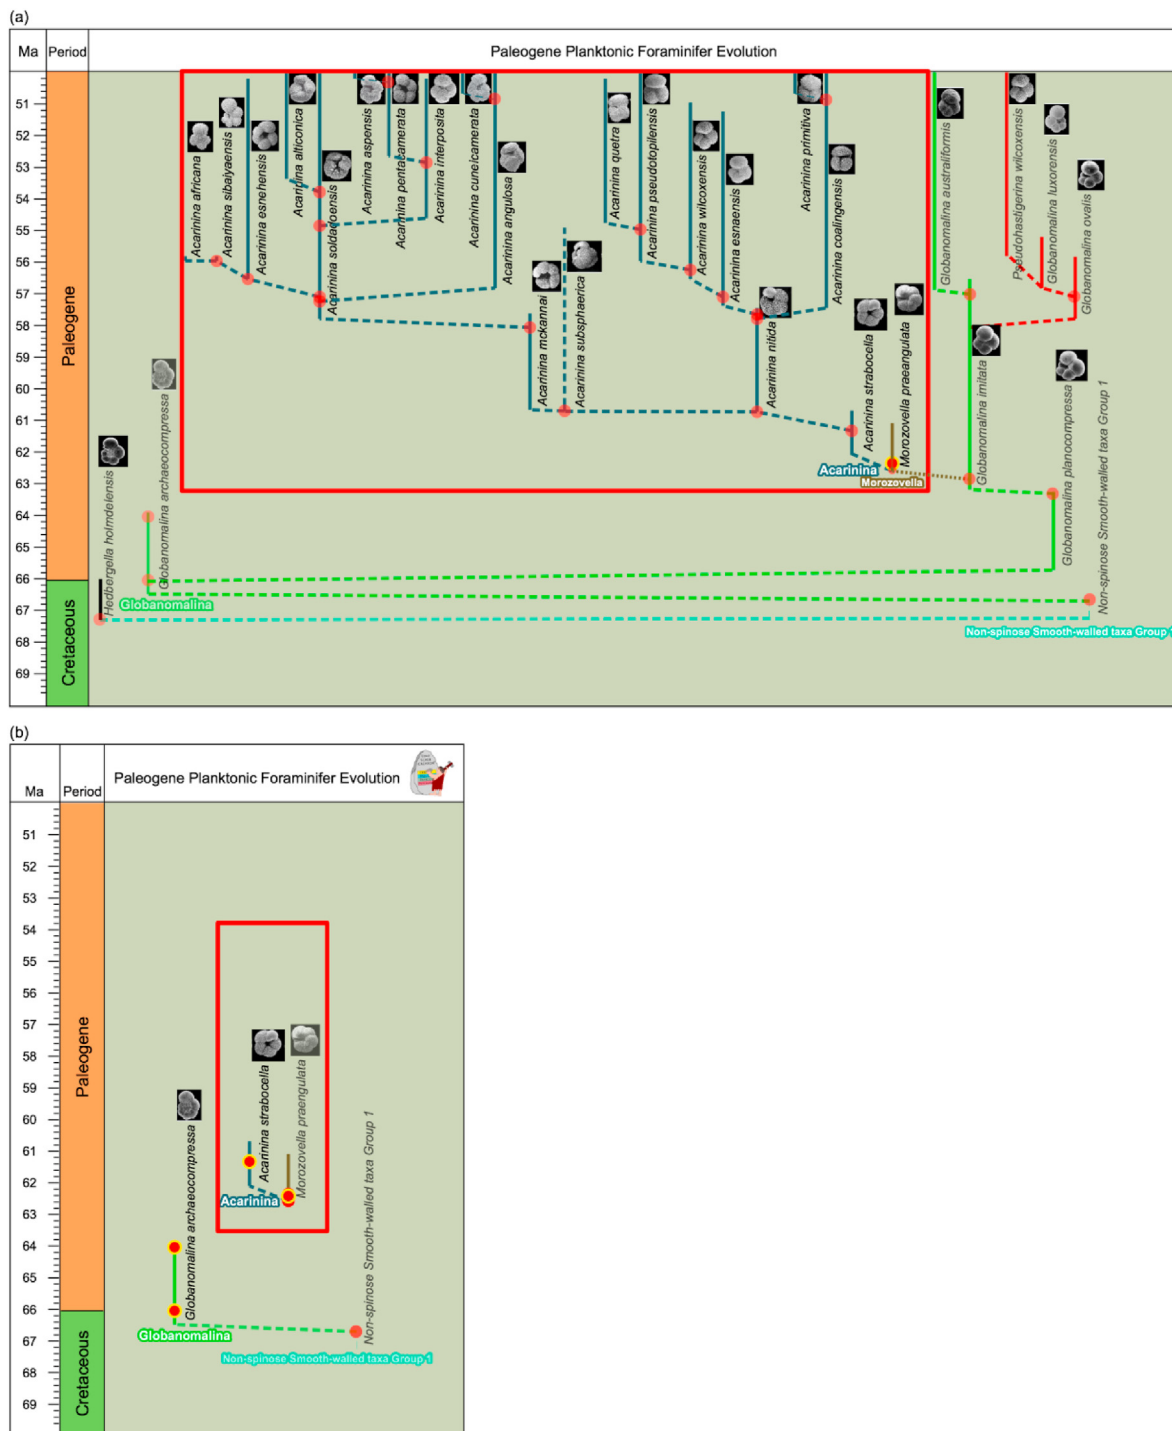 (a)
Ma
Period
Paleogene Planktonic Foraminifer Evolution
51
52
53
54
55
56
57
58
59
60
61
62
63
64
65
66
67
68
69
Paleogene
Cretaceous
Hedbergella holmdelensis
Globanomalina archaeocompressa
Acarinina africana
Acarinina sibaiyaensis
Acarinina esnehensis
Acarinina alticonica
Acarinina soldadoensis
Acarinina aspensis
Acarinina pentacamerata
Acarinina interposita
Acarinina cuneicamerata
Acarinina angulosa
Acarinina mckannai
Acarinina subsphaerica
Acarinina quetra
Acarinina pseudotopilensis
Acarinina wilcoxensis
Acarinina esnaensis
Acarinina nitida
Acarinina primitiva
Acarinina coalingensis
Acarinina strabocella
Morozovella praeangulata
Globanomalina australiformis
Globanomalina imitata
Pseudohastigerina wilcoxensis
Globanomalina luxorensis
Globanomalina ovalis
Globanomalina planocompressa
Non-spinose Smooth-walled taxa Group 1
Acarinina
Morozovella
Globanomalina
Non-spinose Smooth-walled taxa Group
(b)
Ma
Period
Paleogene Planktonic Foraminifer Evolution
51
52
53
54
55
56
57
58
59
60
61
62
63
64
65
66
67
68
69
Paleogene
Cretaceous
Globanomalina archaeocompressa
Acarinina strabocella
Morozovella praengulata
Non-spinose Smooth-walled taxa Group 1
Acarinina
Globanomalina
Non-spinose Smooth-walled taxa Group 1